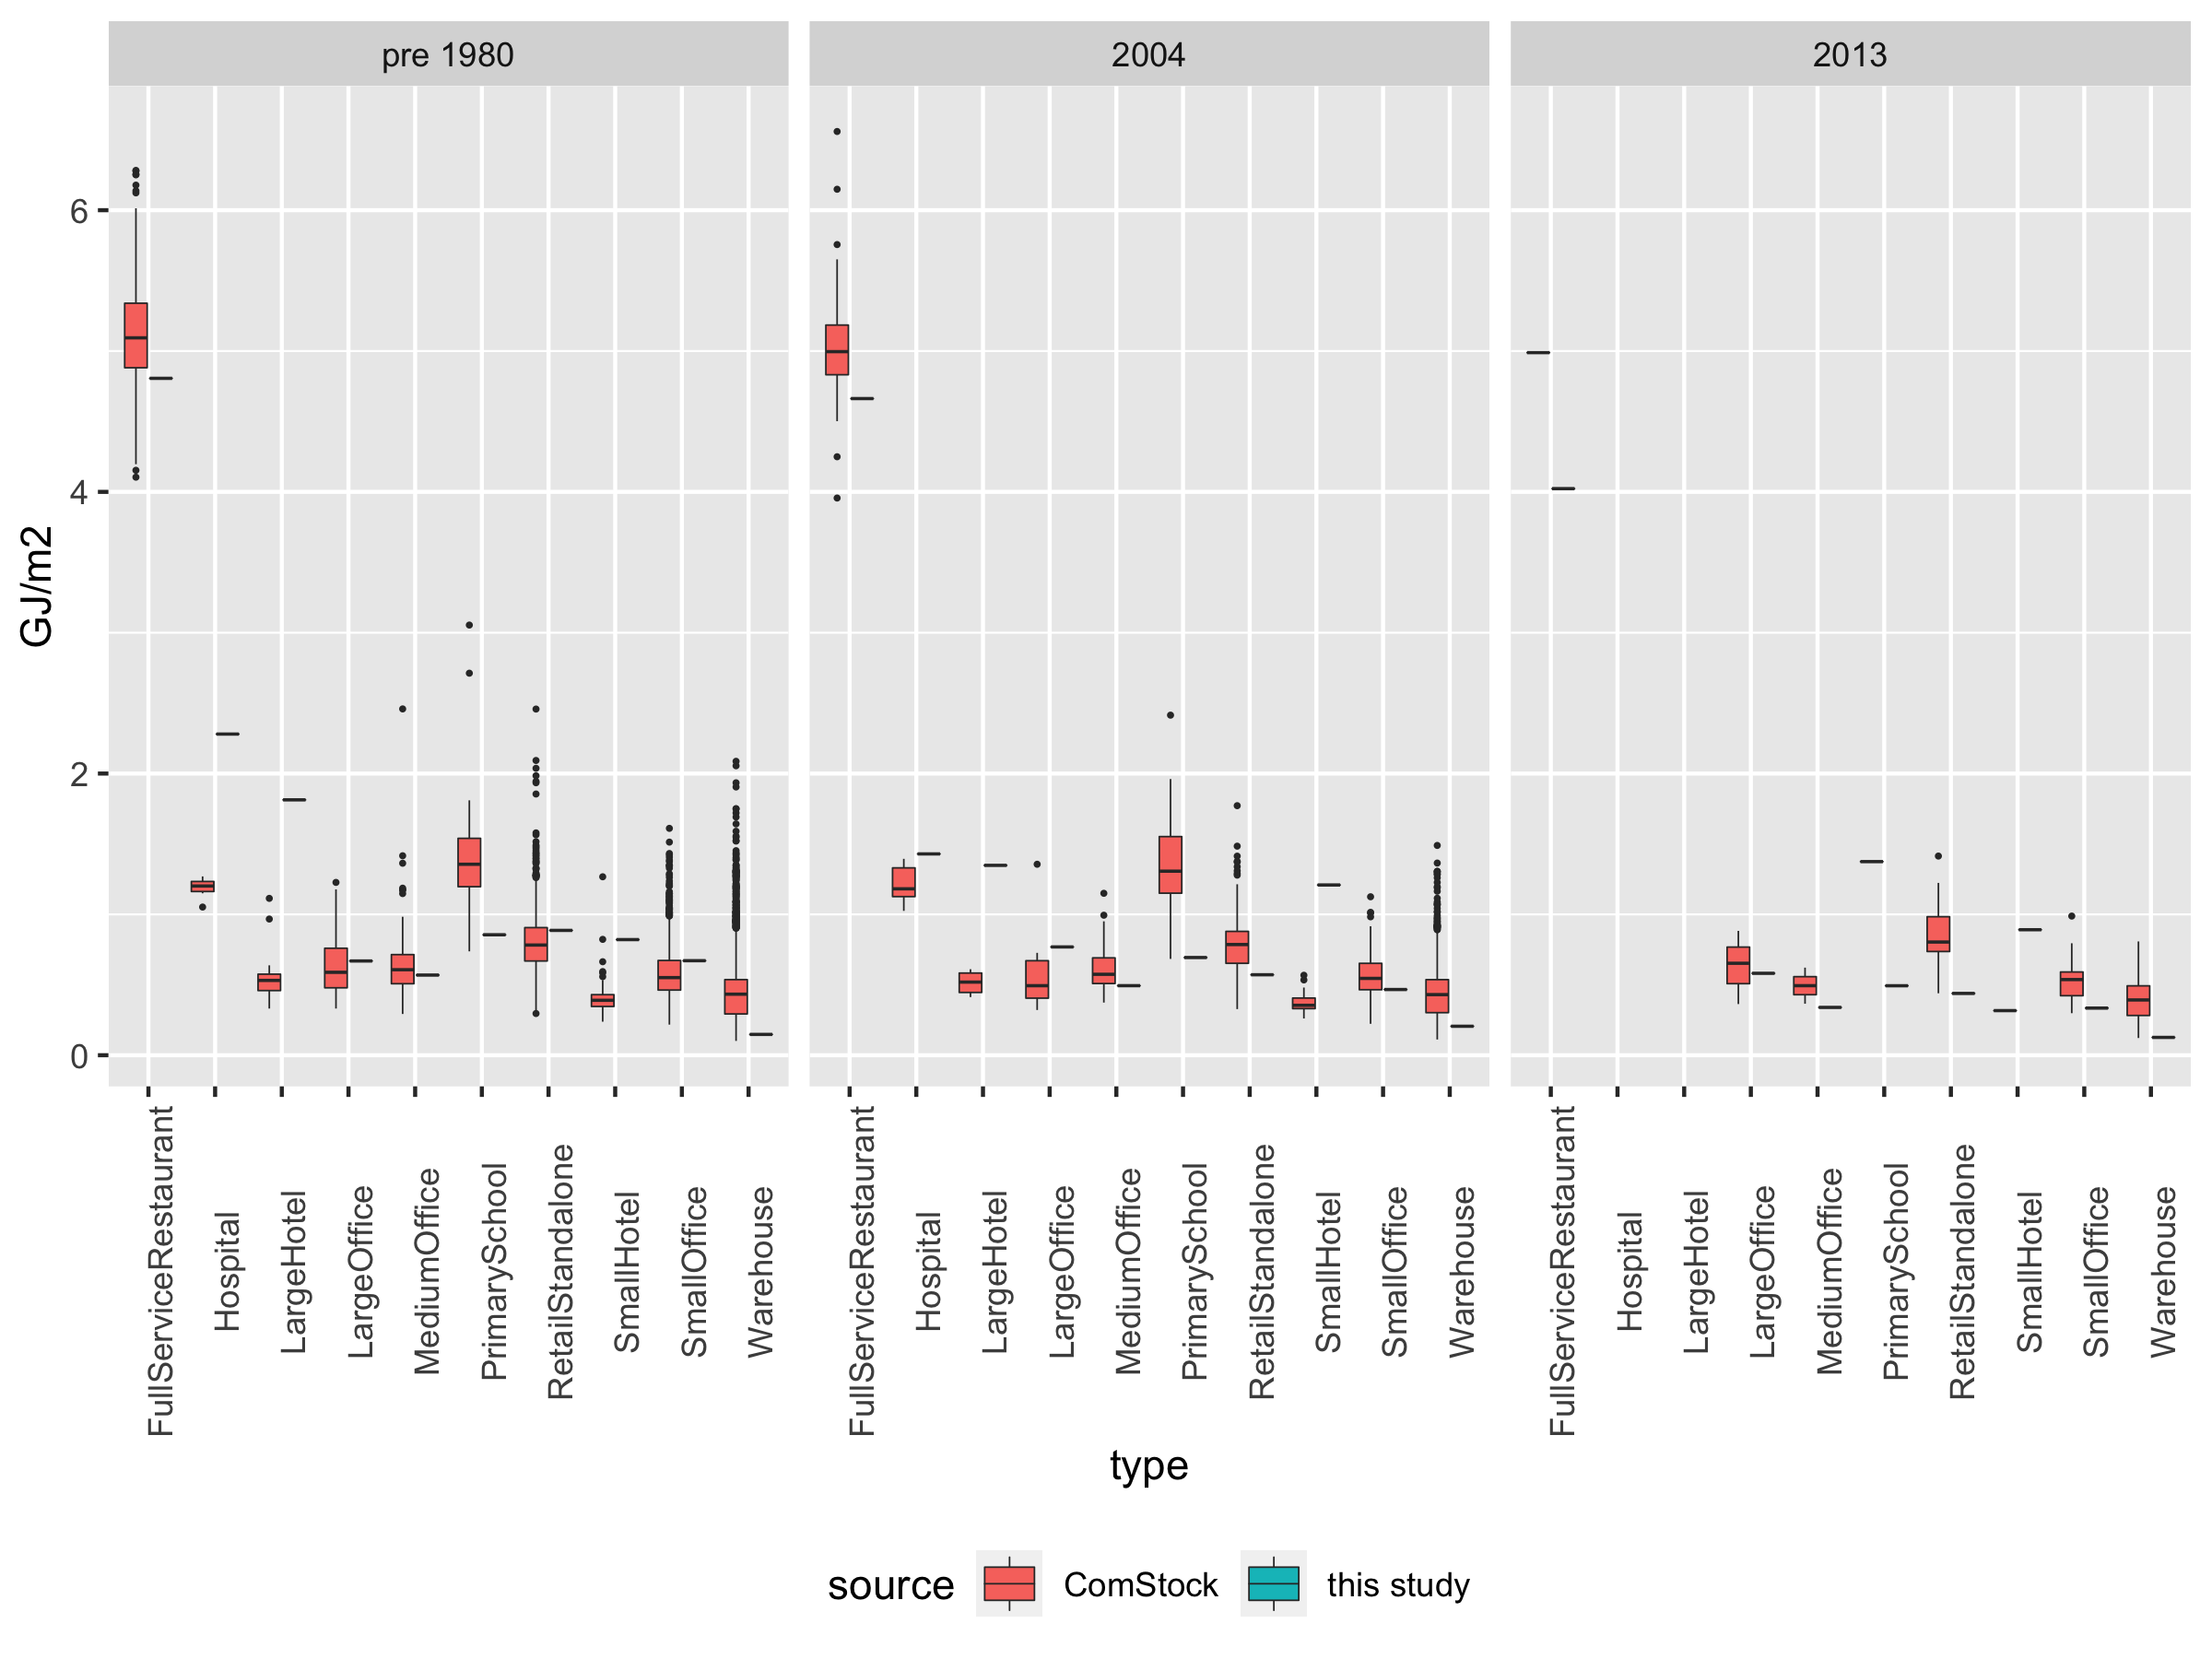 pre 1980
2004
2013
GJ/m2
6
4
2
0
FullServiceRestaurant
Hospital
LargeHotel
LargeOffice
MediumOffice
PrimarySchool
RetailStandalone
SmallHotel
SmallOffice
Warehouse
FullServiceRestaurant
Hospital
LargeHotel
LargeOffice
MediumOffice
PrimarySchool
RetailStandalone
SmallHotel
SmallOffice
Warehouse
FullServiceRestaurant
Hospital
LargeHotel
LargeOffice
MediumOffice
PrimarySchool
RetailStandalone
SmallHotel
SmallOffice
Warehouse
type
source ComStock this study